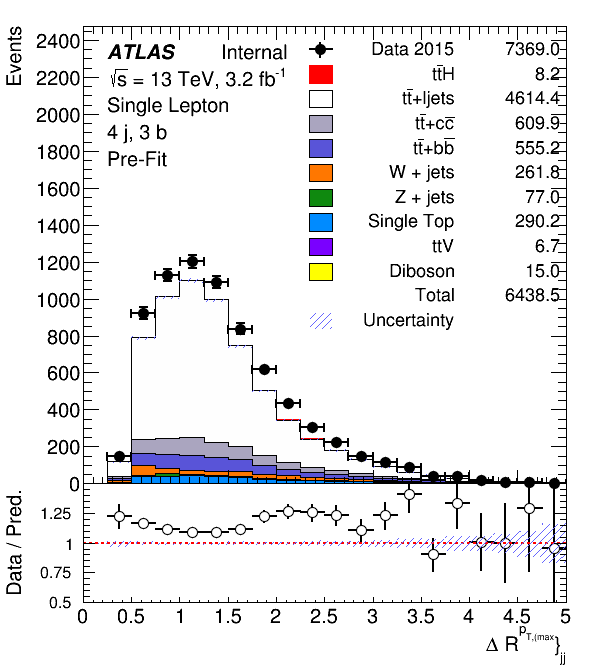 Events
2400
2200
2000
1800
1600
1400
1200
1000
800
600
400
200
0
ATLAS Internal
√s = 13 TeV, 3.2 fb⁻¹
Single Lepton
4 j, 3 b
Pre-Fit
Data 2015 7369.0
tt̄H 8.2
tt̄+ljets 4614.4
tt̄+cc̄ 609.9
tt̄+bb̄ 555.2
W + jets 261.8
Z + jets 77.0
Single Top 290.2
ttV 6.7
Diboson 15.0
Total 6438.5
Uncertainty
Data / Pred.
1.25
1
0.75
0.5
0 0.5 1 1.5 2 2.5 3 3.5 4 4.5 5
Δ R^{p_{T,(max}}}_{jj}